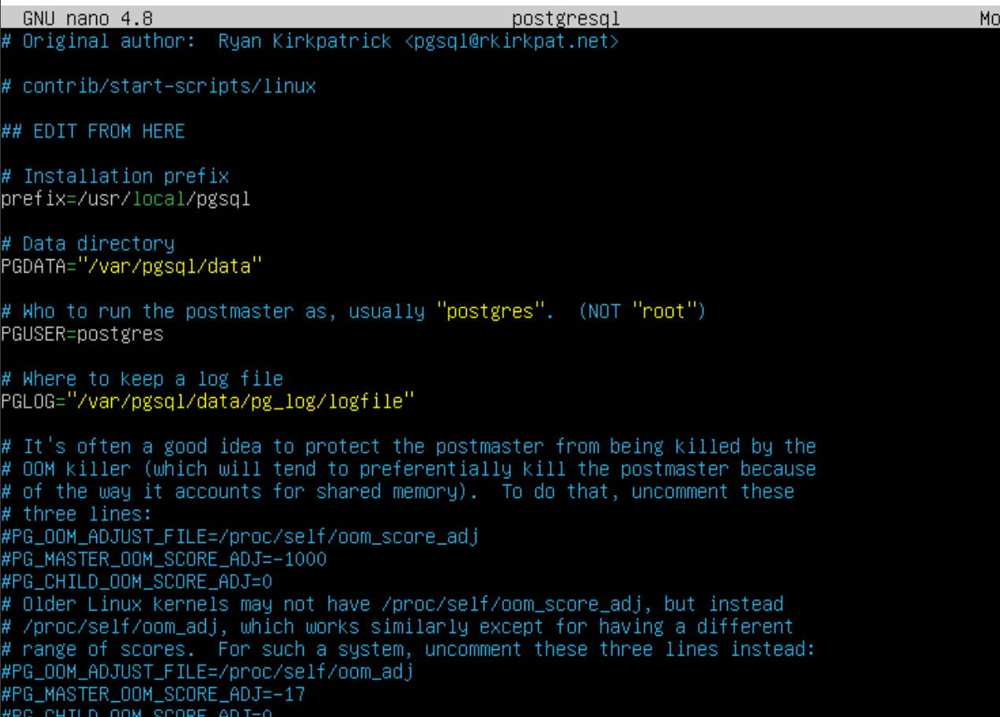 GNU nano 4.8 postgresql Mo
# Original author:  Ryan Kirkpatrick <pgsql@rkirkpat.net>
# contrib/start-scripts/linux
## EDIT FROM HERE
# Installation prefix
prefix=/usr/local/pgsql
# Data directory
PGDATA="/var/pgsql/data"
# Who to run the postmaster as, usually "postgres".  (NOT "root")
PGUSER=postgres
# Where to keep a log file
PGLOG="/var/pgsql/data/pg_log/logfile"
# It's often a good idea to protect the postmaster from being killed by the
# OOM killer (which will tend to preferentially kill the postmaster because
# of the way it accounts for shared memory).  To do that, uncomment these
# three lines:
#PG_OOM_ADJUST_FILE=/proc/self/oom_score_adj
#PG_MASTER_OOM_SCORE_ADJ=-1000
#PG_CHILD_OOM_SCORE_ADJ=0
# Older Linux kernels may not have /proc/self/oom_score_adj, but instead
# /proc/self/oom_adj, which works similarly except for having a different
# range of scores.  For such a system, uncomment these three lines instead:
#PG_OOM_ADJUST_FILE=/proc/self/oom_adj
#PG_MASTER_OOM_SCORE_ADJ=-17
#PG_CHILD_OOM_SCORE_ADJ=0